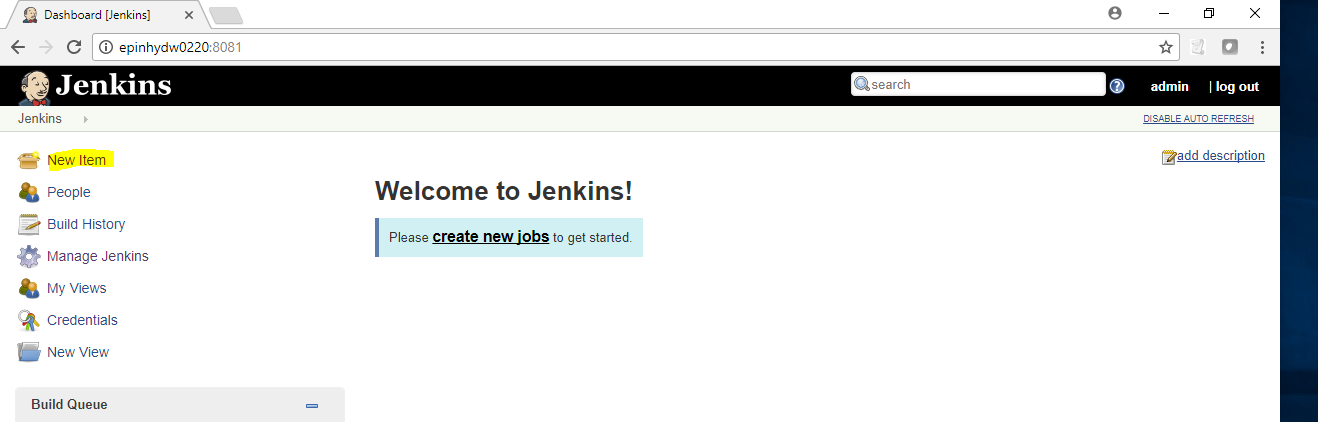 Dashboard [Jenkins]
epinhydw0220:8081
Jenkins
search
admin
| log out
Jenkins
DISABLE AUTO REFRESH
New Item
add description
People
Welcome to Jenkins!
Build History
Please create new jobs to get started.
Manage Jenkins
My Views
Credentials
New View
Build Queue